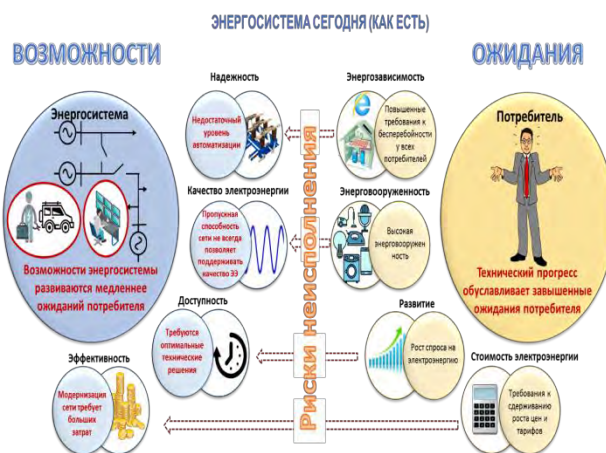 ЭНЕРГОСИСТЕМА СЕГОДНЯ (КАК ЕСТЬ)
ВОЗМОЖНОСТИ
ОЖИДАНИЯ
Энергосистема
Возможности энергосистемы
развиваются медленнее
ожиданий потребителя
Надежность
Недостаточный
уровень
автоматизации
Качество электроэнергии
Пропускная
способность
сети не всегда
позволяет
поддерживать
качество ЭЭ
Доступность
Требуются
оптимальные
технические
решения
Эффективность
Модернизация
сети требует
больших
затрат
Риски неисполнения
Энергозависимость
Повышенные
требования к
бесперебойности
у всех
потребителей
Энерговооруженность
Высокая
энерговооружен
ность
Развитие
Рост спроса на
электроэнергию
Стоимость электроэнергии
Требования к
сдерживанию
роста цен и
тарифов
Потребитель
Технический прогресс
обуславливает завышенные
ожидания потребителя